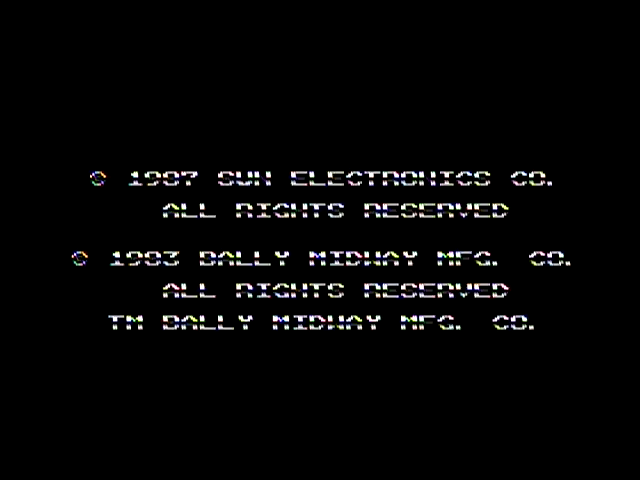 © 1987 SUN ELECTRONICS CO.
ALL RIGHTS RESERVED
© 1983 BALLY MIDWAY MFG. CO.
ALL RIGHTS RESERVED
TM BALLY MIDWAY MFG. CO.